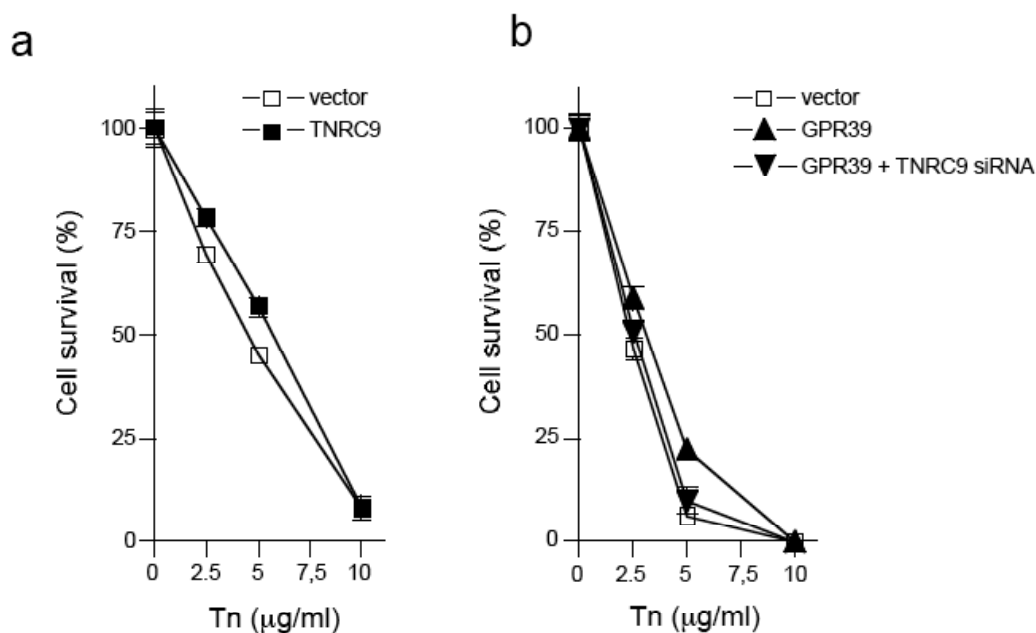 a
vector
TNRC9
100
75
50
25
0
Cell survival (%)
0 2.5 5 7,5 10
Tn (μg/ml)
b
vector
GPR39
GPR39 + TNRC9 siRNA
100
75
50
25
0
Cell survival (%)
0 2.5 5 7,5 10
Tn (μg/ml)